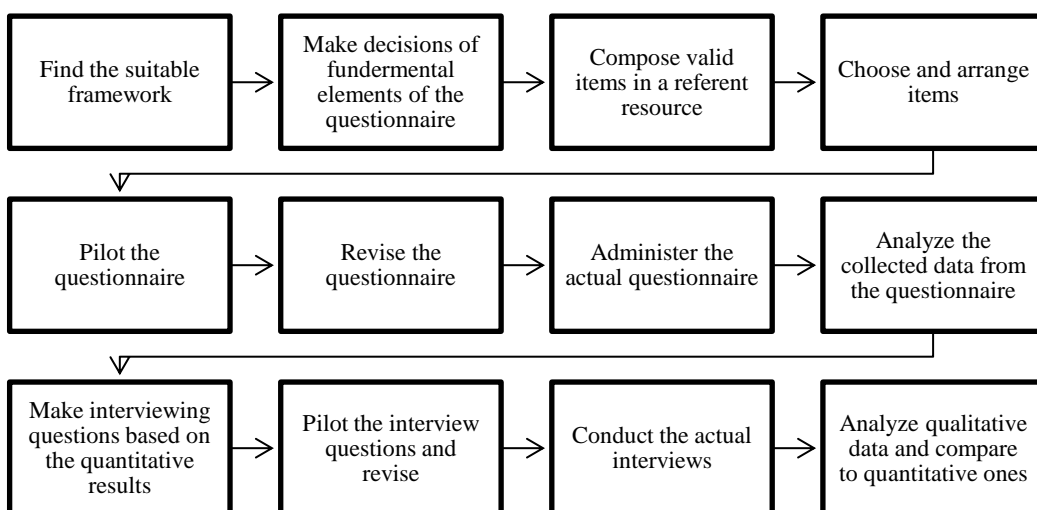 Find the suitable
framework
Make decisions of
fundermental
elements of the
questionnaire
Compose valid
items in a referent
resource
Choose and arrange
items
Pilot the
questionnaire
Revise the
questionnaire
Administer the
actual questionnaire
Analyze the
collected data from
the questionnaire
Make interviewing
questions based on
the quantitative
results
Pilot the interview
questions and
revise
Conduct the actual
interviews
Analyze qualitative
data and compare
to quantitative ones